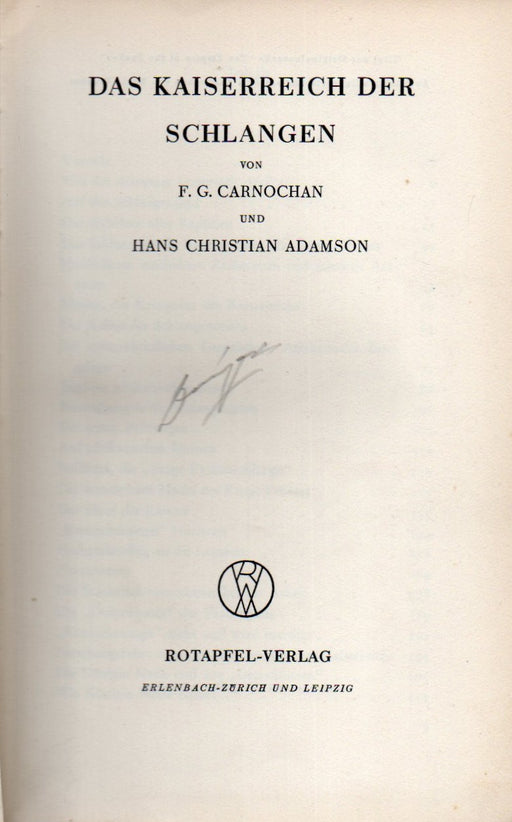 DAS KAISERREICH DER
SCHLANGEN
VON
F. G. CARNOCHAN
UND
HANS CHRISTIAN ADAMSON
ROTAPFEL-VERLAG
ERLENBACH-ZÜRICH UND LEIPZIG